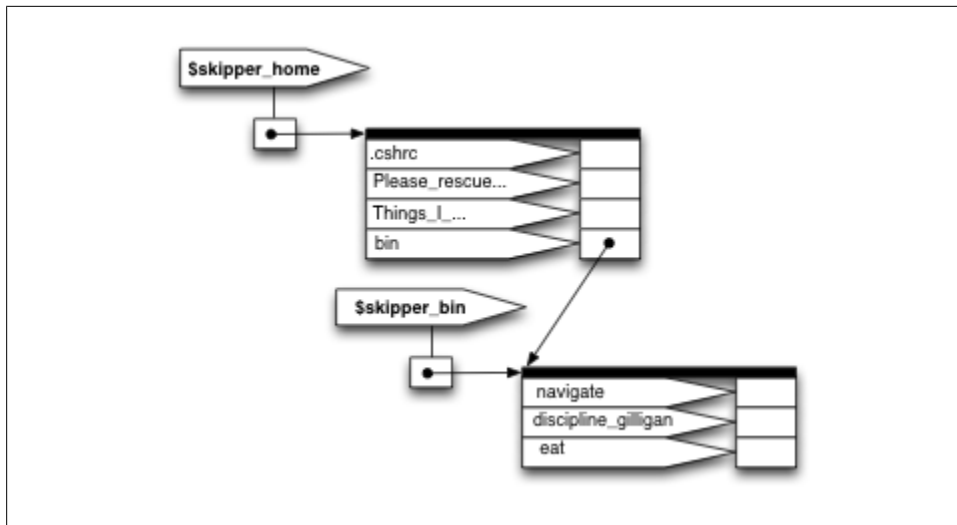 $skipper_home
.cshrc
Please_rescue...
Things_I_...
bin
$skipper_bin
navigate
discipline_gilligan
eat